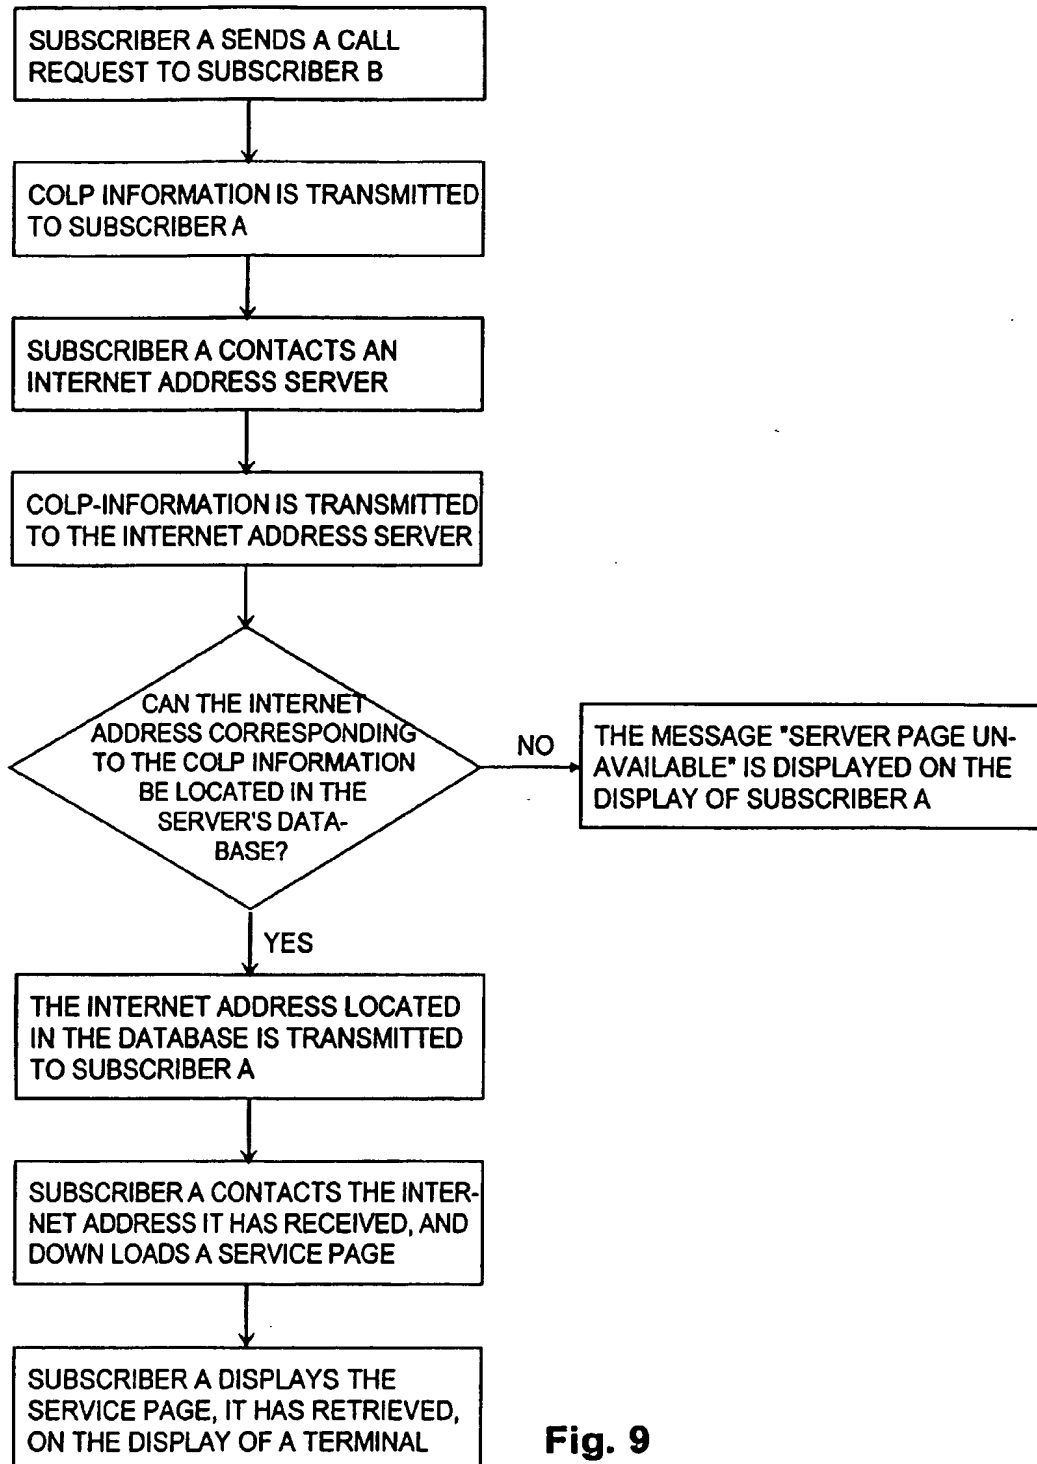 SUBSCRIBER A SENDS A CALL
REQUEST TO SUBSCRIBER B
COLP INFORMATION IS TRANSMITTED
TO SUBSCRIBER A
SUBSCRIBER A CONTACTS AN
INTERNET ADDRESS SERVER
COLP-INFORMATION IS TRANSMITTED
TO THE INTERNET ADDRESS SERVER
CAN THE INTERNET
ADDRESS CORRESPONDING
TO THE COLP INFORMATION
BE LOCATED IN THE
SERVER'S DATA-
BASE?
NO
THE MESSAGE "SERVER PAGE UN-
AVAILABLE" IS DISPLAYED ON THE
DISPLAY OF SUBSCRIBER A
YES
THE INTERNET ADDRESS LOCATED
IN THE DATABASE IS TRANSMITTED
TO SUBSCRIBER A
SUBSCRIBER A CONTACTS THE INTER-
NET ADDRESS IT HAS RECEIVED, AND
DOWN LOADS A SERVICE PAGE
SUBSCRIBER A DISPLAYS THE
SERVICE PAGE, IT HAS RETRIEVED,
ON THE DISPLAY OF A TERMINAL
Fig. 9